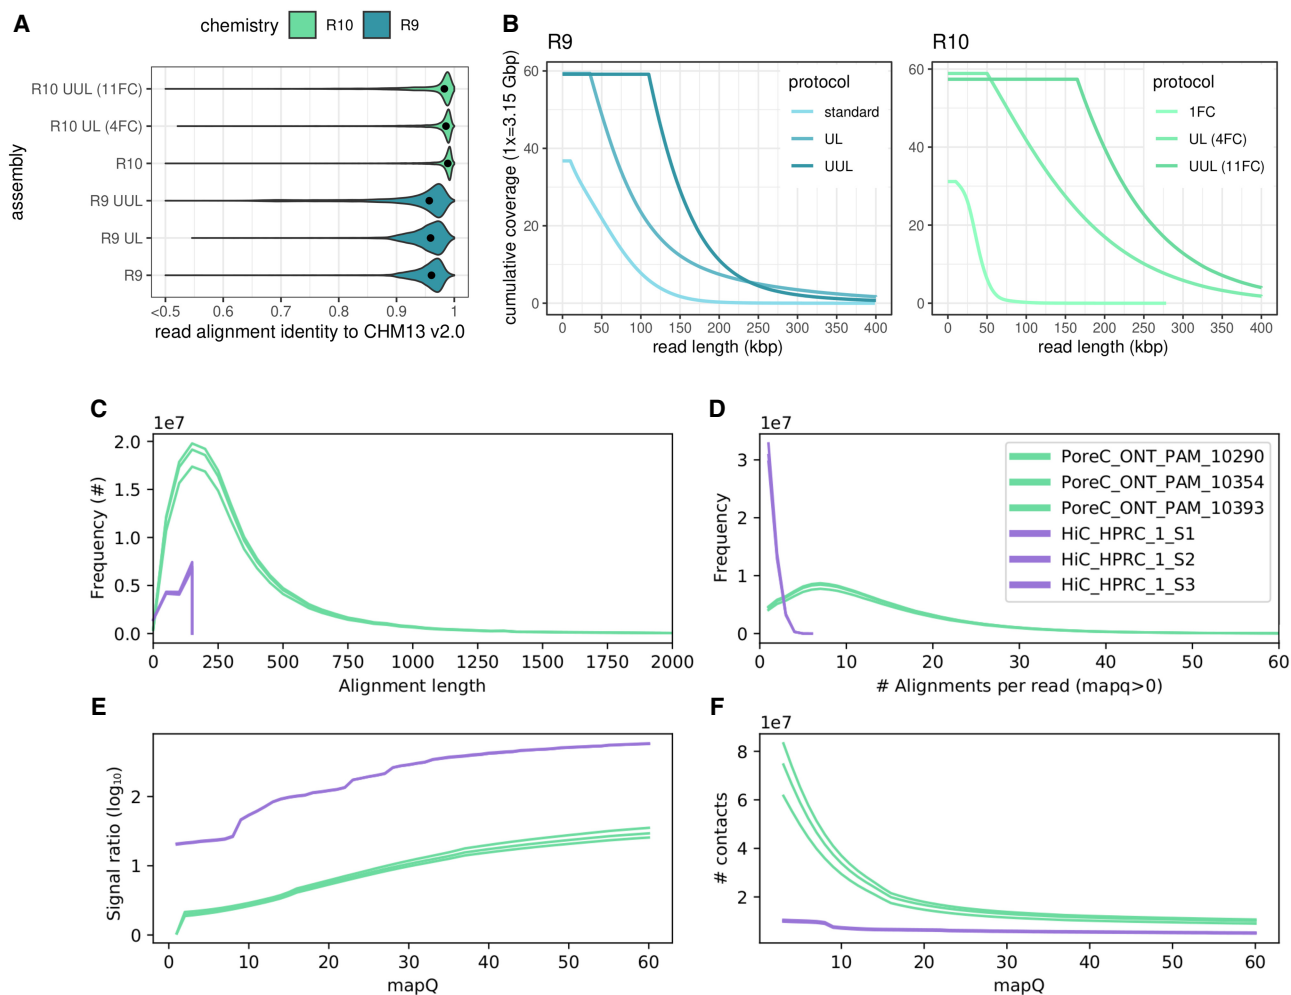 A
chemistry R10 R9
assembly
R10 UUL (11FC)
R10 UL (4FC)
R10
R9 UUL
R9 UL
R9
<0.5 0.6 0.7 0.8 0.9 1
read alignment identity to CHM13 v2.0
B
R9
cumulative coverage (1x=3.15 Gbp)
60
40
20
0
protocol
standard
UL
UUL
0 50 100 150 200 250 300 350 400
read length (kbp)
R10
60
40
20
0
protocol
1FC
UL (4FC)
UUL (11FC)
0 50 100 150 200 250 300 350 400
read length (kbp)
C
1e7
Frequency (#)
2.0
1.5
1.0
0.5
0.0
0 250 500 750 1000 1250 1500 1750 2000
Alignment length
D
1e7
Frequency
3
2
1
0
PoreC_ONT_PAM_10290
PoreC_ONT_PAM_10354
PoreC_ONT_PAM_10393
HiC_HPRC_1_S1
HiC_HPRC_1_S2
HiC_HPRC_1_S3
0 10 20 30 40 50 60
# Alignments per read (mapq>0)
E
Signal ratio (log₁₀)
2
1
0
0 10 20 30 40 50 60
mapQ
F
1e7
# contacts
8
6
4
2
10 20 30 40 50 60
mapQ